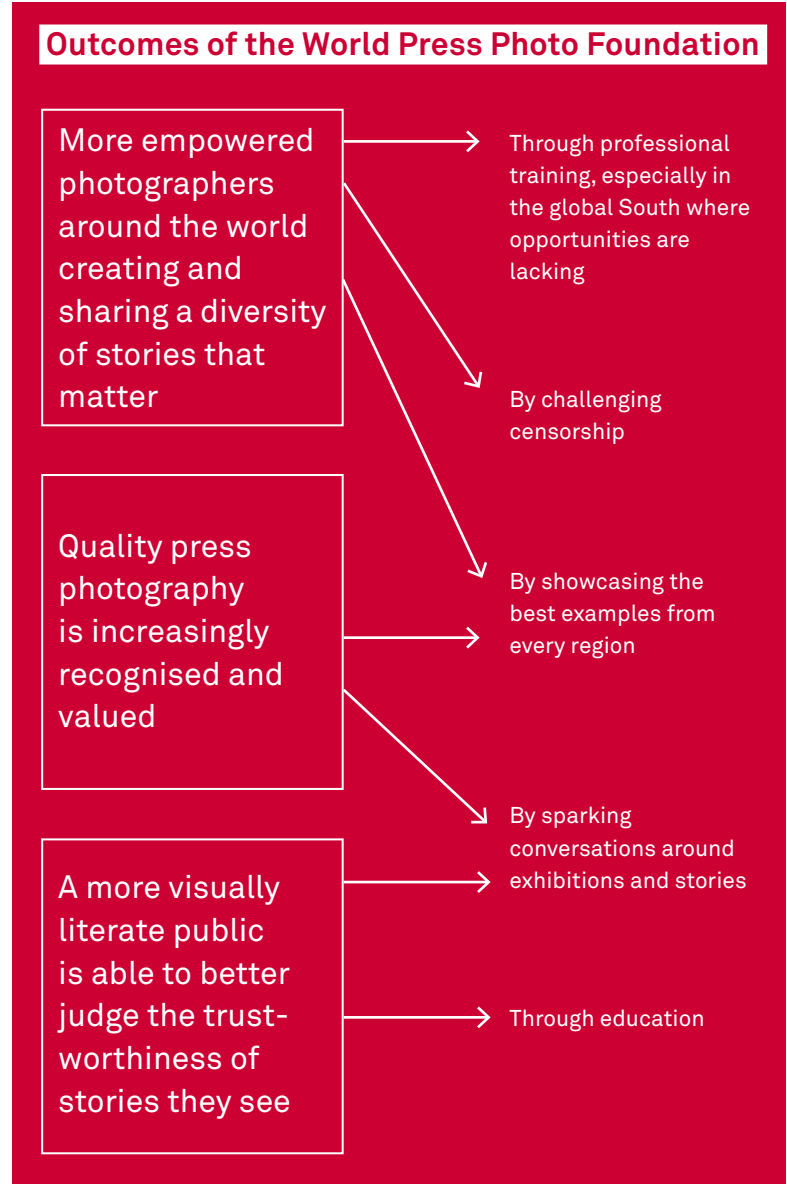 Outcomes of the World Press Photo Foundation
More empowered
photographers
around the world
creating and
sharing a diversity
of stories that
matter
Through professional
training, especially in
the global South where
opportunities are
lacking
By challenging
censorship
Quality press
photography
is increasingly
recognised and
valued
By showcasing the
best examples from
every region
By sparking
conversations around
exhibitions and stories
A more visually
literate public
is able to better
judge the trust-
worthiness of
stories they see
Through education